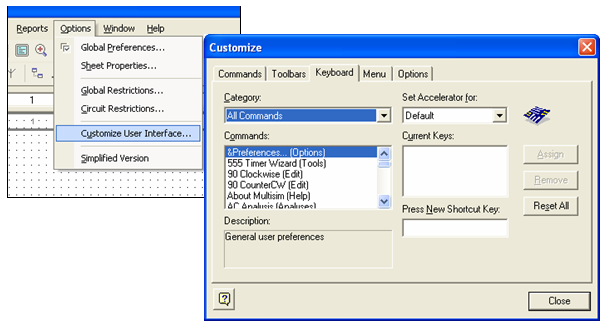 Reports Options Window Help
Global Preferences...
Sheet Properties...
Global Restrictions...
Circuit Restrictions...
Customize User Interface...
Simplified Version
1
1
Customize
Commands Toolbars Keyboard Menu Options
Category:
All Commands
Set Accelerator for:
Default
Commands:
&Preferences... (Options)
555 Timer Wizard (Tools)
90 Clockwise (Edit)
90 CounterCW (Edit)
About Multisim (Help)
AC Analysis (Analyses)
Current Keys:
Assign
Remove
Reset All
Press New Shortcut Key:
Description:
General user preferences
Close